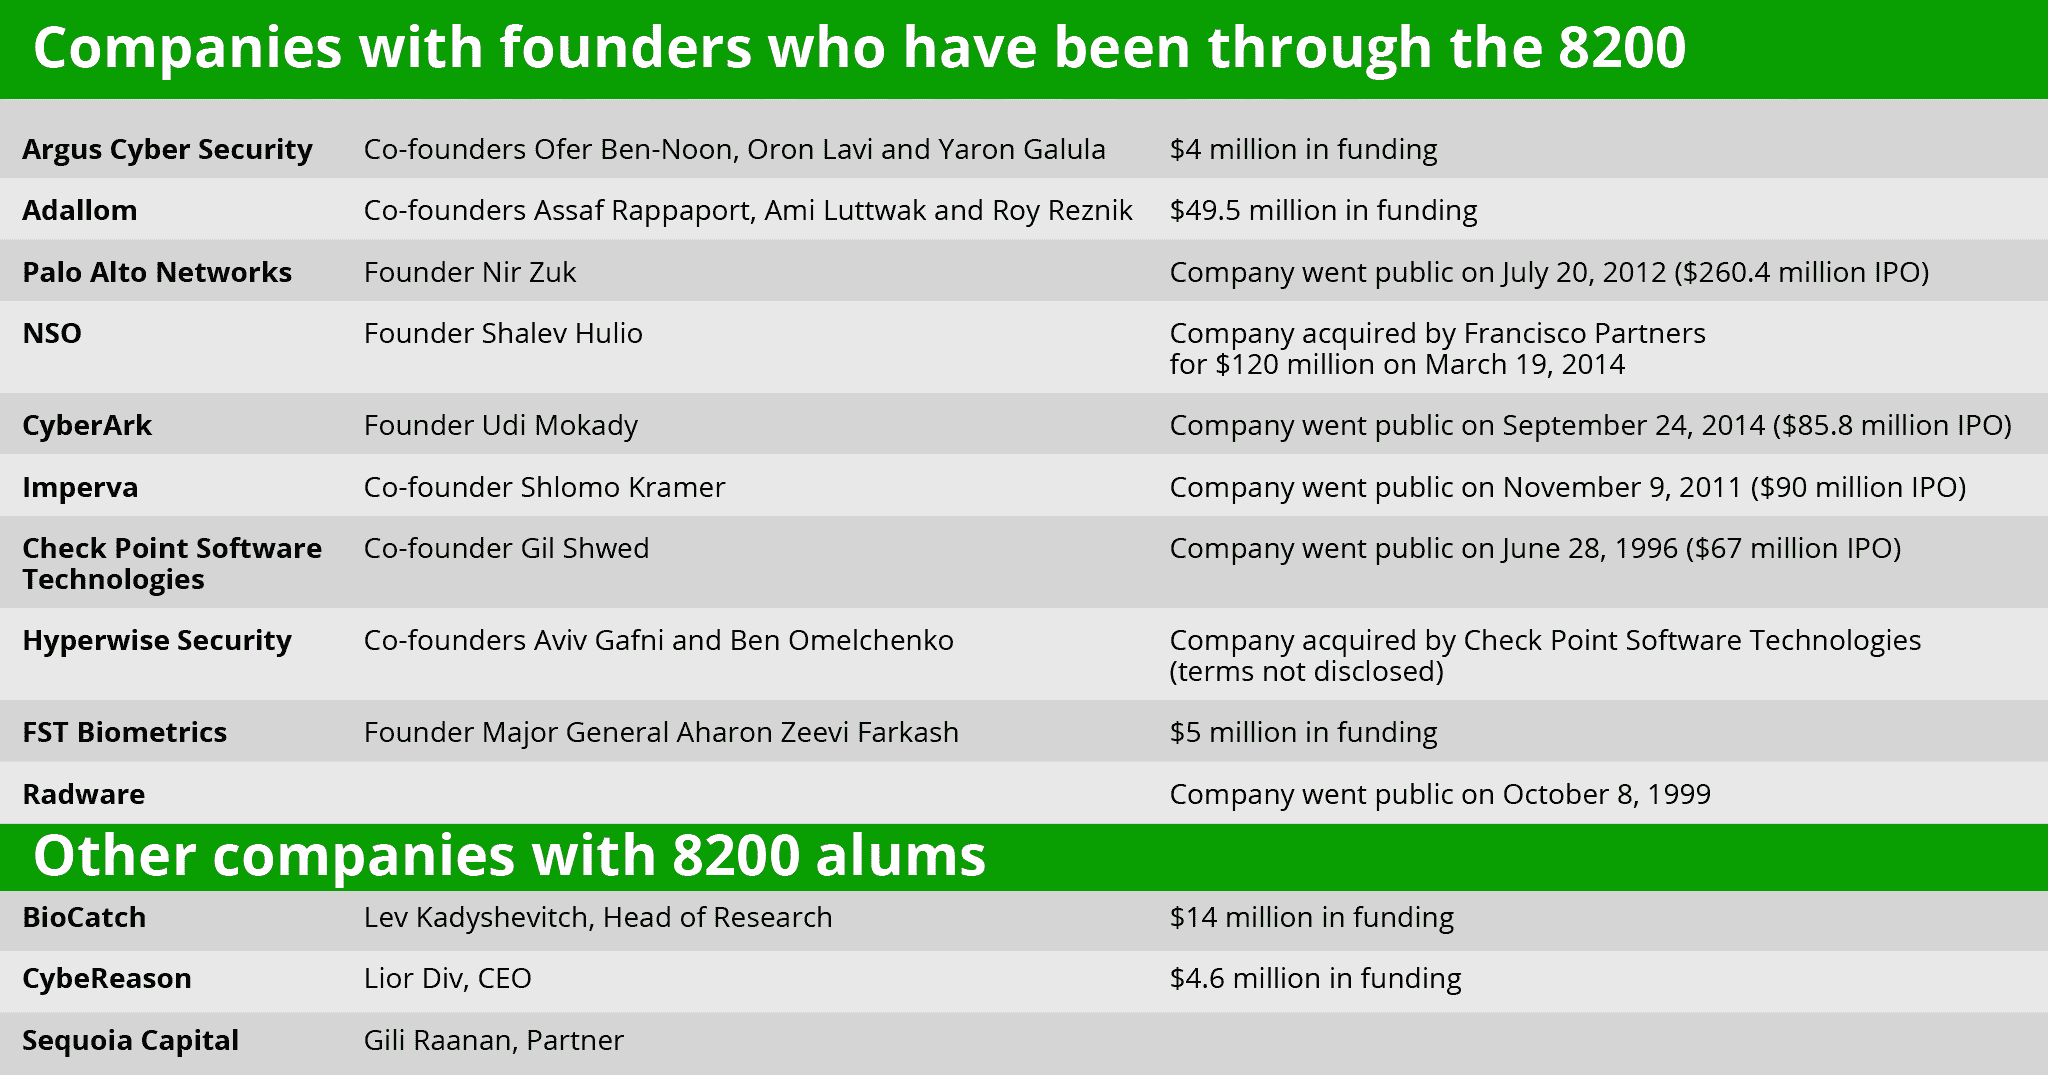 Companies with founders who have been through the 8200
Argus Cyber Security Co-founders Ofer Ben-Noon, Oron Lavi and Yaron Galula $4 million in funding
Adallom Co-founders Assaf Rappaport, Ami Luttwak and Roy Reznik $49.5 million in funding
Palo Alto Networks Founder Nir Zuk Company went public on July 20, 2012 ($260.4 million IPO)
NSO Founder Shalev Hulio Company acquired by Francisco Partners
for $120 million on March 19, 2014
CyberArk Founder Udi Mokady Company went public on September 24, 2014 ($85.8 million IPO)
Imperva Co-founder Shlomo Kramer Company went public on November 9, 2011 ($90 million IPO)
Check Point Software Co-founder Gil Shwed Company went public on June 28, 1996 ($67 million IPO)
Technologies
Hyperwise Security Co-founders Aviv Gafni and Ben Omelchenko Company acquired by Check Point Software Technologies
(terms not disclosed)
FST Biometrics Founder Major General Aharon Zeevi Farkash $5 million in funding
Radware Company went public on October 8, 1999
Other companies with 8200 alums
BioCatch Lev Kadyshevitch, Head of Research $14 million in funding
CybeReason Lior Div, CEO $4.6 million in funding
Sequoia Capital Gili Raanan, Partner